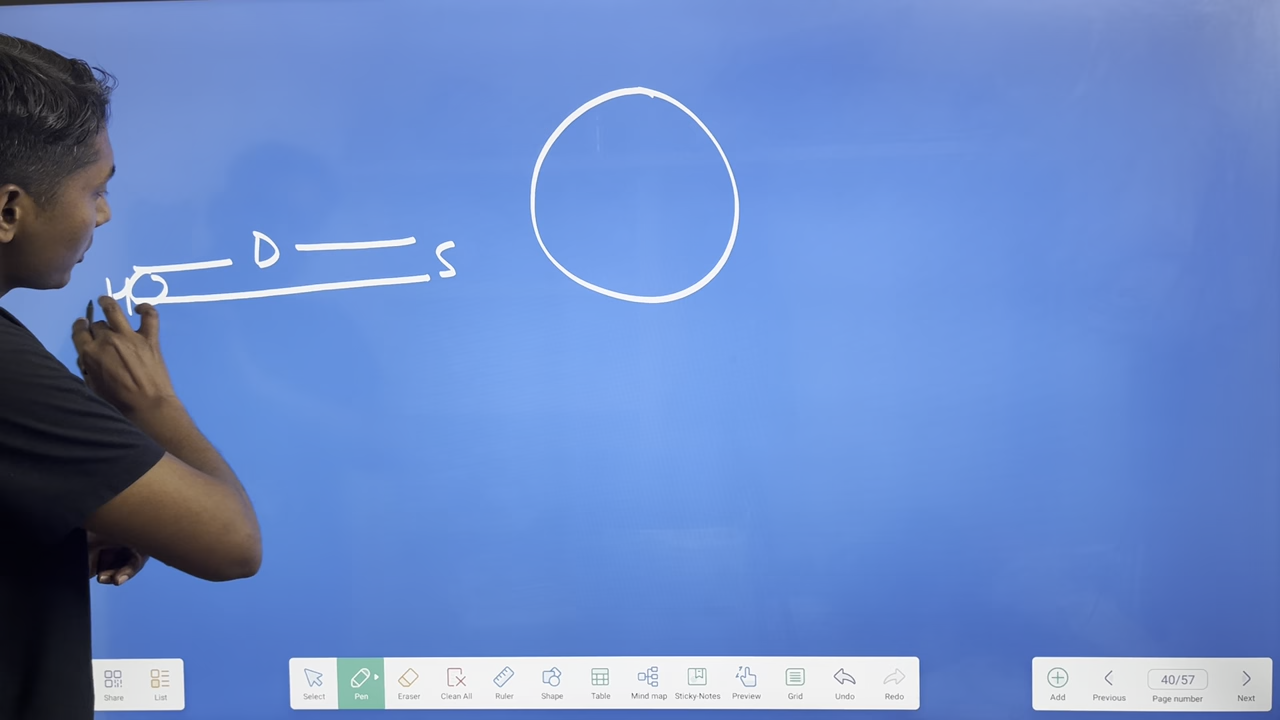 D S
HO
Share List Select Pen Eraser Clean All Ruler Shape Table Mind map Sticky-Notes Preview Grid Undo Redo Add Previous 40/57 Page number Next